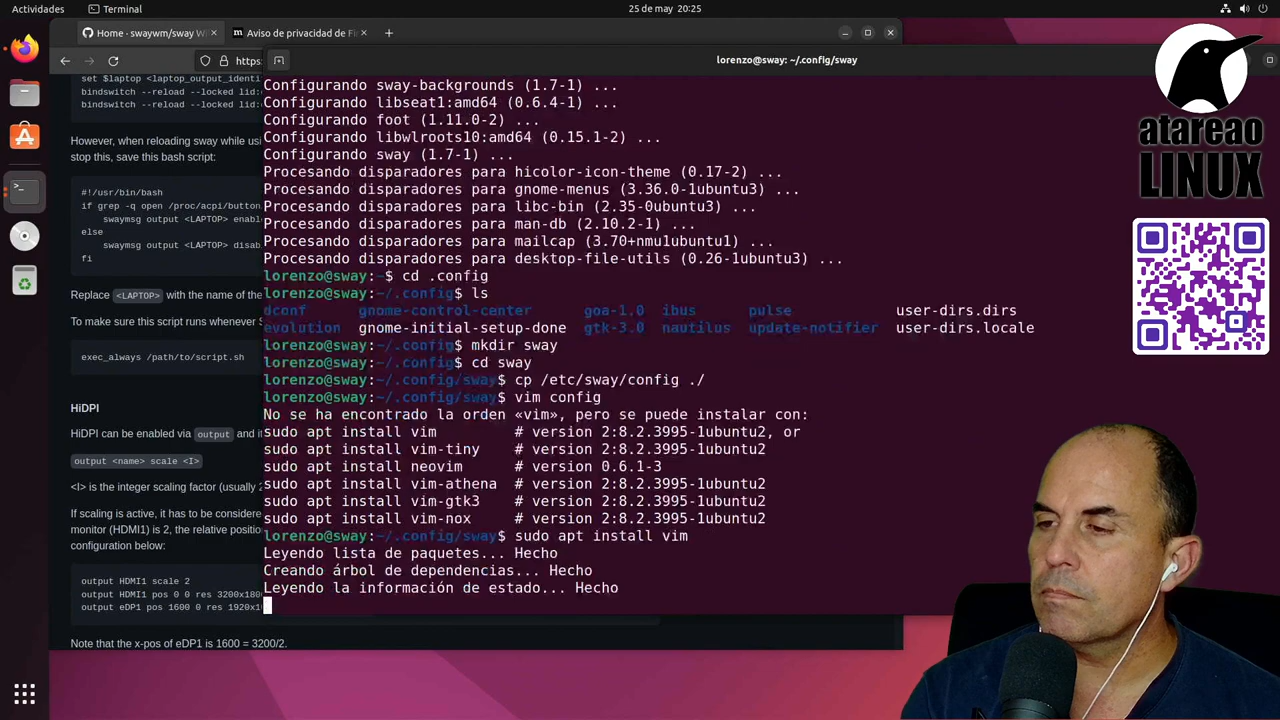 Actividades
Terminal
25 de may 20:25
Home · swaywm/sway W
Aviso de privacidad de Fi
https:
lorenzo@sway: ~/.config/sway
set $laptop <laptop_output_identi
bindswitch --reload --locked lid:
bindswitch --reload --locked lid:c
However, when reloading sway while usi
stop this, save this bash script:
#!/usr/bin/bash
if grep -q open /proc/acpi/button
swaymsg output <LAPTOP> enabl
else
swaymsg output <LAPTOP> disab
fi
Replace <LAPTOP> with the name of the
To make sure this script runs whenever S
exec_always /path/to/script.sh
HiDPI
HiDPI can be enabled via output and i
output <name> scale <I>
<I> is the integer scaling factor (usually 2
If scaling is active, it has to be considere
monitor (HDMI1) is 2, the relative positio
configuration below:
output HDMI1 scale 2
output HDMI1 pos 0 0 res 3200x180
output eDP1 pos 1600 0 res 1920x1
Note that the x-pos of eDP1 is 1600 = 3200/2.
Configurando sway-backgrounds (1.7-1) ...
Configurando libseat1:amd64 (0.6.4-1) ...
Configurando foot (1.11.0-2) ...
Configurando libwlroots10:amd64 (0.15.1-2) ...
Configurando sway (1.7-1) ...
Procesando disparadores para hicolor-icon-theme (0.17-2) ...
Procesando disparadores para gnome-menus (3.36.0-1ubuntu3) ...
Procesando disparadores para libc-bin (2.35-0ubuntu3) ...
Procesando disparadores para man-db (2.10.2-1) ...
Procesando disparadores para mailcap (3.70+nmu1ubuntu1) ...
Procesando disparadores para desktop-file-utils (0.26-1ubuntu3) ...
lorenzo@sway:~$ cd .config
lorenzo@sway:~/.config$ ls
dconf gnome-control-center goa-1.0 ibus pulse user-dirs.dirs
evolution gnome-initial-setup-done gtk-3.0 nautilus update-notifier user-dirs.locale
lorenzo@sway:~/.config$ mkdir sway
lorenzo@sway:~/.config$ cd sway
lorenzo@sway:~/.config/sway$ cp /etc/sway/config ./
lorenzo@sway:~/.config/sway$ vim config
No se ha encontrado la orden «vim», pero se puede instalar con:
sudo apt install vim # version 2:8.2.3995-1ubuntu2, or
sudo apt install vim-tiny # version 2:8.2.3995-1ubuntu2
sudo apt install neovim # version 0.6.1-3
sudo apt install vim-athena # version 2:8.2.3995-1ubuntu2
sudo apt install vim-gtk3 # version 2:8.2.3995-1ubuntu2
sudo apt install vim-nox # version 2:8.2.3995-1ubuntu2
lorenzo@sway:~/.config/sway$ sudo apt install vim
Leyendo lista de paquetes... Hecho
Creando árbol de dependencias... Hecho
Leyendo la información de estado... Hecho
atareao
LINUX